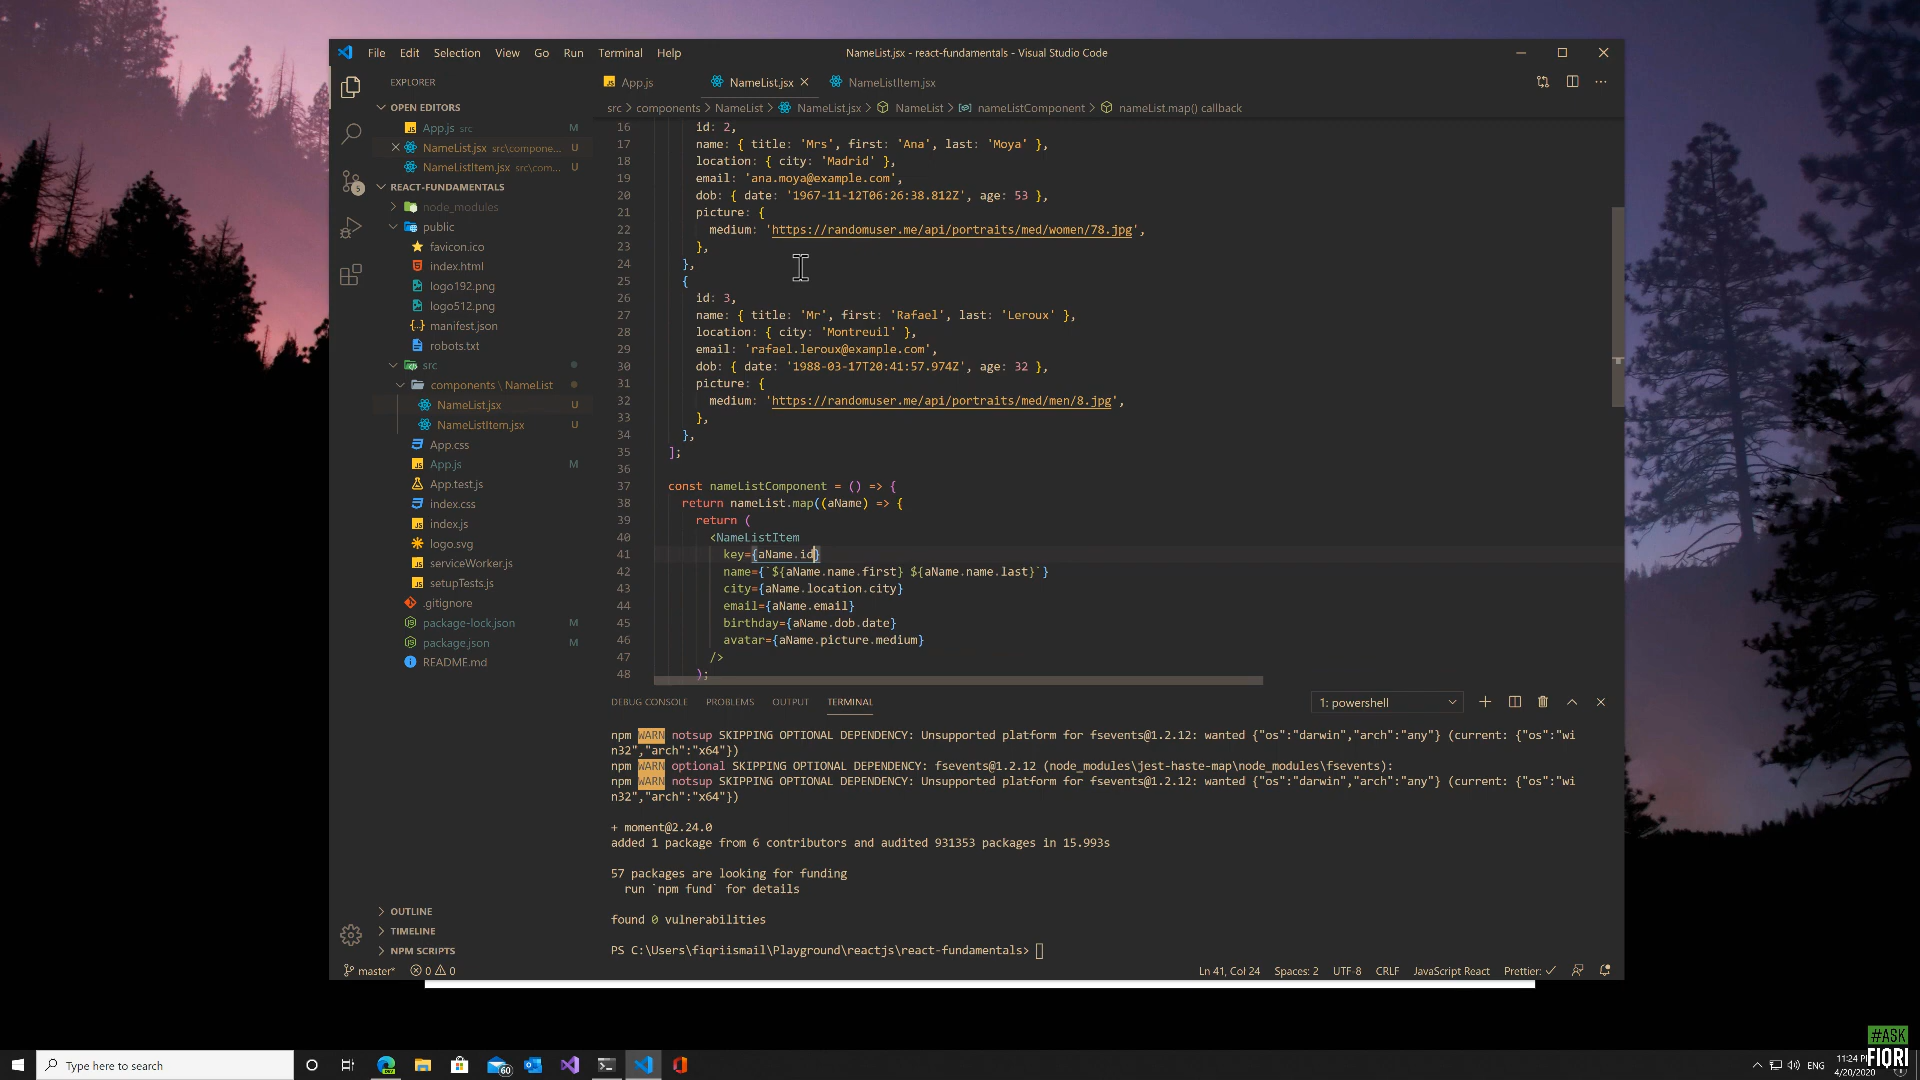 File Edit Selection View Go Run Terminal Help
NameList.jsx - react-fundamentals - Visual Studio Code
EXPLORER
App.js
NameList.jsx
NameListItem.jsx
OPEN EDITORS
App.js src M
NameList.jsx src\compone... U
NameListItem.jsx src\com... U
REACT-FUNDAMENTALS
node_modules
public
favicon.ico
index.html
logo192.png
logo512.png
manifest.json
robots.txt
src
components \ NameList
NameList.jsx U
NameListItem.jsx U
App.css
App.js M
App.test.js
index.css
index.js
logo.svg
serviceWorker.js
setupTests.js
.gitignore
package-lock.json M
package.json M
README.md
OUTLINE
TIMELINE
NPM SCRIPTS
5
src > components > NameList > NameList.jsx > NameList > nameListComponent > nameList.map() callback
16 id: 2,
17 name: { title: 'Mrs', first: 'Ana', last: 'Moya' },
18 location: { city: 'Madrid' },
19 email: 'ana.moya@example.com',
20 dob: { date: '1967-11-12T06:26:38.812Z', age: 53 },
21 picture: {
22 medium: 'https://randomuser.me/api/portraits/med/women/78.jpg',
23 },
24 },
25 {
26 id: 3,
27 name: { title: 'Mr', first: 'Rafael', last: 'Leroux' },
28 location: { city: 'Montreuil' },
29 email: 'rafael.leroux@example.com',
30 dob: { date: '1988-03-17T20:41:57.974Z', age: 32 },
31 picture: {
32 medium: 'https://randomuser.me/api/portraits/med/men/8.jpg',
33 },
34 },
35 ];
36
37 const nameListComponent = () => {
38 return nameList.map((aName) => {
39 return (
40 <NameListItem
41 key={aName.id}
42 name={`${aName.name.first} ${aName.name.last}`}
43 city={aName.location.city}
44 email={aName.email}
45 birthday={aName.dob.date}
46 avatar={aName.picture.medium}
47 />
48 );
DEBUG CONSOLE PROBLEMS OUTPUT TERMINAL
1: powershell
npm WARN notsup SKIPPING OPTIONAL DEPENDENCY: Unsupported platform for fsevents@1.2.12: wanted {"os":"darwin","arch":"any"} (current: {"os":"wi
n32","arch":"x64"})
npm WARN optional SKIPPING OPTIONAL DEPENDENCY: fsevents@1.2.12 (node_modules\jest-haste-map\node_modules\fsevents):
npm WARN notsup SKIPPING OPTIONAL DEPENDENCY: Unsupported platform for fsevents@1.2.12: wanted {"os":"darwin","arch":"any"} (current: {"os":"wi
n32","arch":"x64"})
+ moment@2.24.0
added 1 package from 6 contributors and audited 931353 packages in 15.993s
57 packages are looking for funding
run `npm fund` for details
found 0 vulnerabilities
PS C:\Users\fiqriismail\Playground\reactjs\react-fundamentals>
master* 0 0
Ln 41, Col 24 Spaces: 2 UTF-8 CRLF JavaScript React Prettier: ✓
#ASK
FIQRI
Type here to search
60
ENG
11:24
4/20/2020